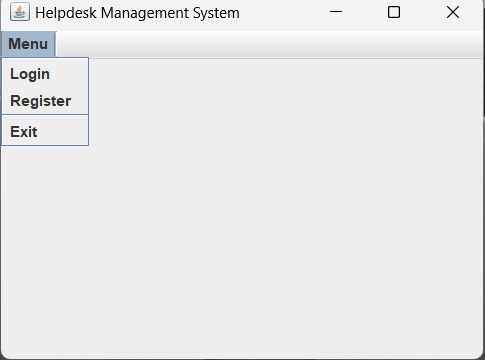 Helpdesk Management System
Menu
Login
Register
Exit